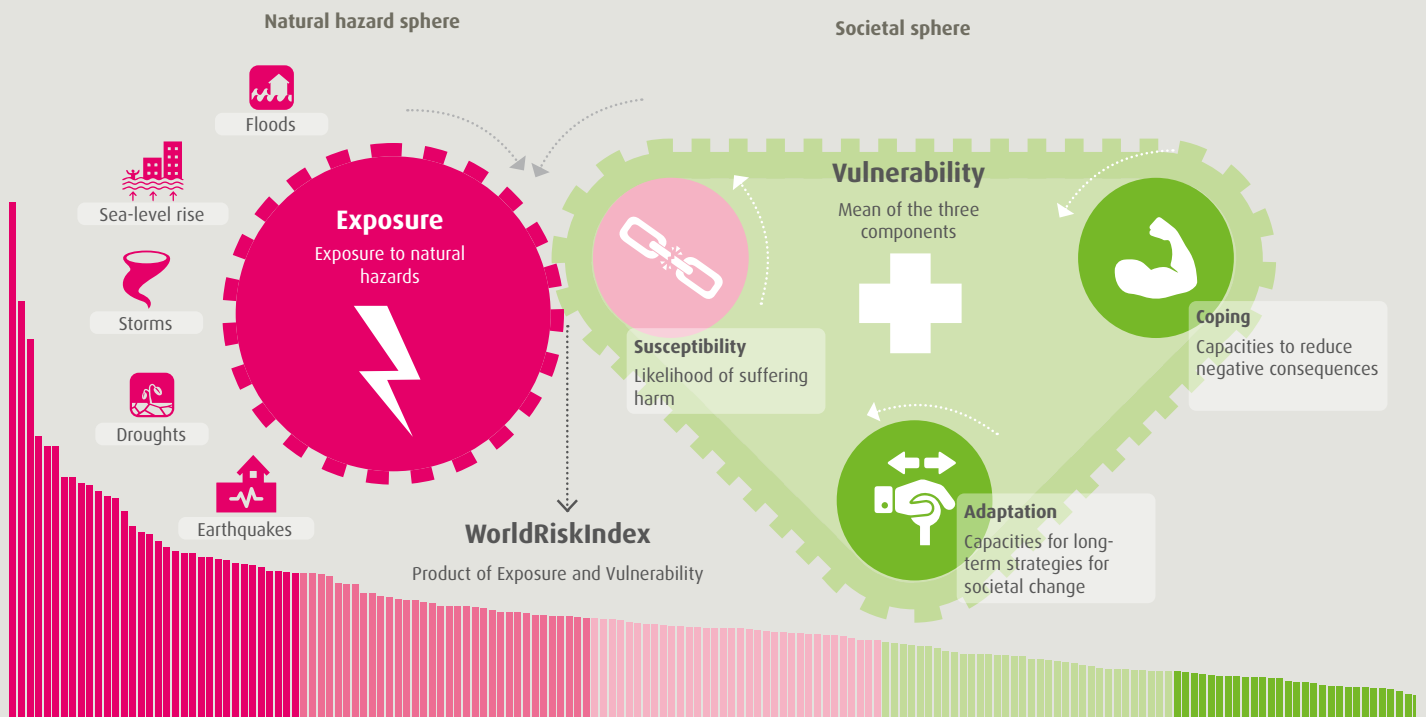 Natural hazard sphere
Societal sphere
Floods
Sea-level rise
Storms
Droughts
Earthquakes
Exposure
Exposure to natural
hazards
WorldRiskIndex
Product of Exposure and Vulnerability
Vulnerability
Mean of the three
components
Susceptibility
Likelihood of suffering
harm
Coping
Capacities to reduce
negative consequences
Adaptation
Capacities for long-
term strategies for
societal change